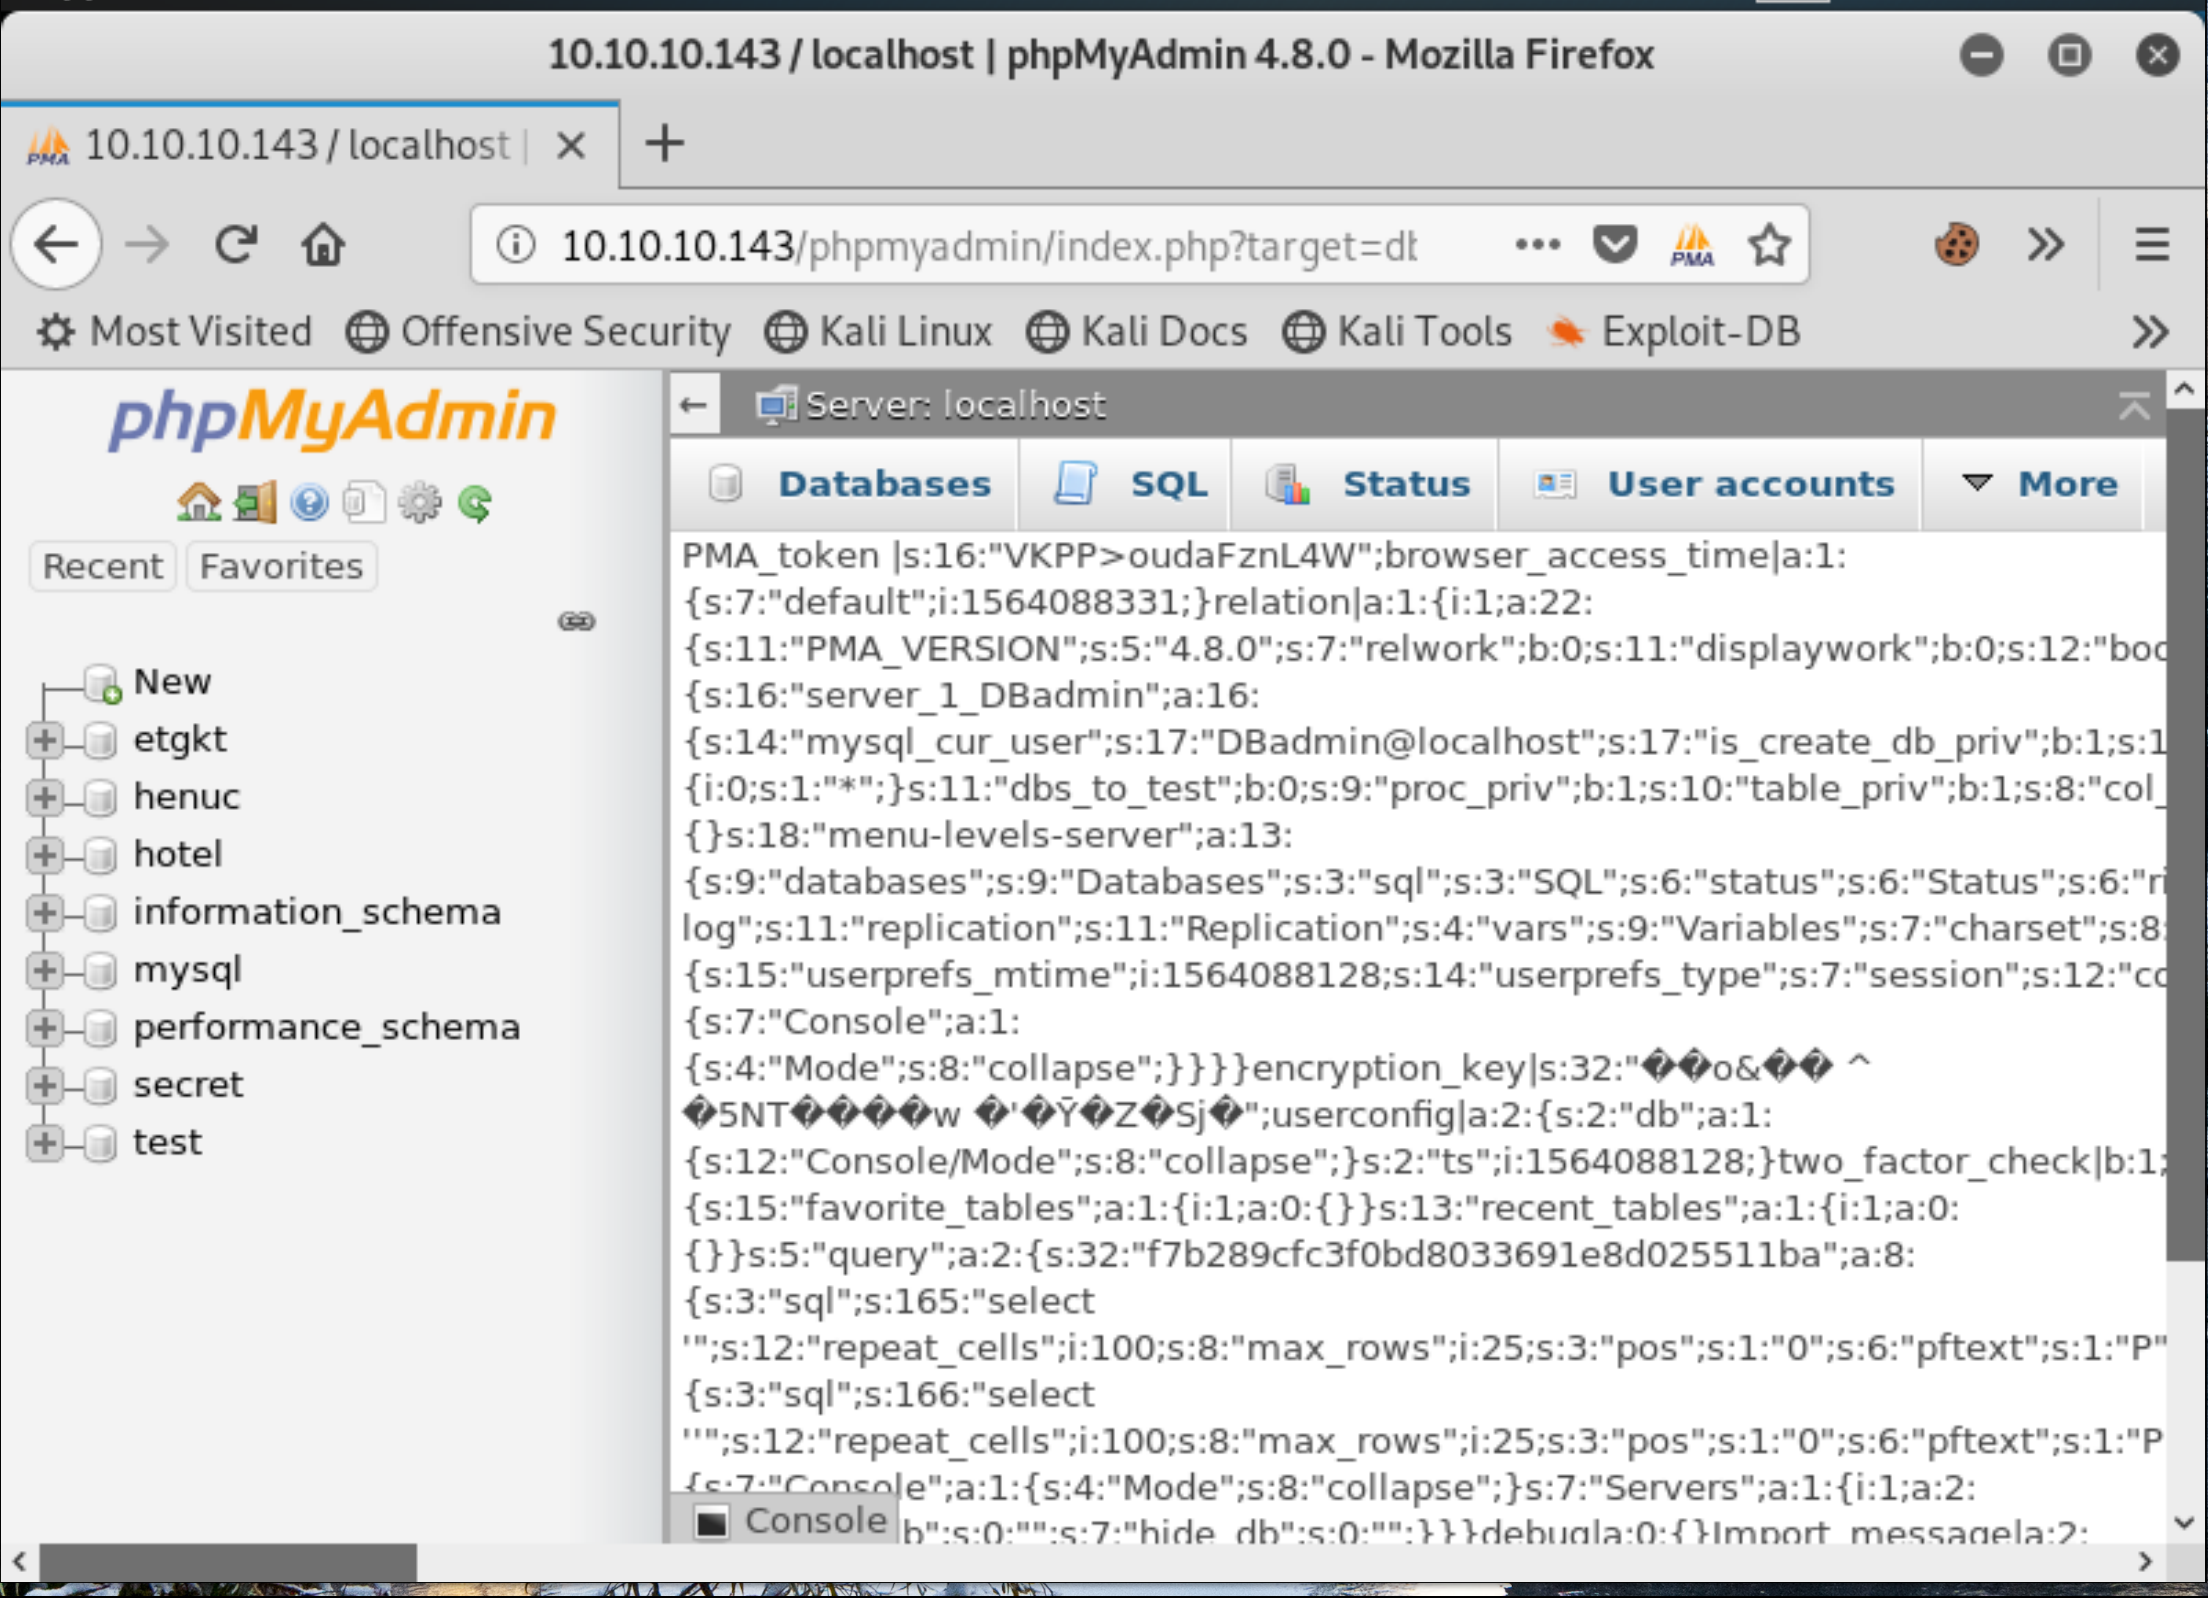 10.10.10.143 / localhost | phpMyAdmin 4.8.0 - Mozilla Firefox
PMA 10.10.10.143 / localhost |
10.10.10.143/phpmyadmin/index.php?target=db
PMA
Most Visited Offensive Security Kali Linux Kali Docs Kali Tools Exploit-DB
phpMyAdmin
Recent Favorites
New
etgkt
henuc
hotel
information_schema
mysql
performance_schema
secret
test
Server: localhost
Databases SQL Status User accounts More
PMA_token |s:16:"VKPP>oudaFznL4W";browser_access_time|a:1:
{s:7:"default";i:1564088331;}relation|a:1:{i:1;a:22:
{s:11:"PMA_VERSION";s:5:"4.8.0";s:7:"relwork";b:0;s:11:"displaywork";b:0;s:12:"boo
{s:16:"server_1_DBadmin";a:16:
{s:14:"mysql_cur_user";s:17:"DBadmin@localhost";s:17:"is_create_db_priv";b:1;s:1
{i:0;s:1:"*";}s:11:"dbs_to_test";b:0;s:9:"proc_priv";b:1;s:10:"table_priv";b:1;s:8:"col_
{}s:18:"menu-levels-server";a:13:
{s:9:"databases";s:9:"Databases";s:3:"sql";s:3:"SQL";s:6:"status";s:6:"Status";s:6:"ri
log";s:11:"replication";s:11:"Replication";s:4:"vars";s:9:"Variables";s:7:"charset";s:8:
{s:15:"userprefs_mtime";i:1564088128;s:14:"userprefs_type";s:7:"session";s:12:"co
{s:7:"Console";a:1:
{s:4:"Mode";s:8:"collapse";}}}}encryption_key|s:32:"��o&�� ^
�5NT����w �'�Ȳ�Z�Sj�";userconfig|a:2:{s:2:"db";a:1:
{s:12:"Console/Mode";s:8:"collapse";}s:2:"ts";i:1564088128;}two_factor_check|b:1;
{s:15:"favorite_tables";a:1:{i:1;a:0:{}}s:13:"recent_tables";a:1:{i:1;a:0:
{}}s:5:"query";a:2:{s:32:"f7b289cfc3f0bd8033691e8d025511ba";a:8:
{s:3:"sql";s:165:"select
'";s:12:"repeat_cells";i:100;s:8:"max_rows";i:25;s:3:"pos";s:1:"0";s:6:"pftext";s:1:"P"
{s:3:"sql";s:166:"select
''";s:12:"repeat_cells";i:100;s:8:"max_rows";i:25;s:3:"pos";s:1:"0";s:6:"pftext";s:1:"P
{s:7:"Console";a:1:{s:4:"Mode";s:8:"collapse";}s:7:"Servers";a:1:{i:1;a:2:
Console b";s:0:"";s:7:"hide_db";s:0:"";}}}debug|a:0:{}Import_message|a:2: